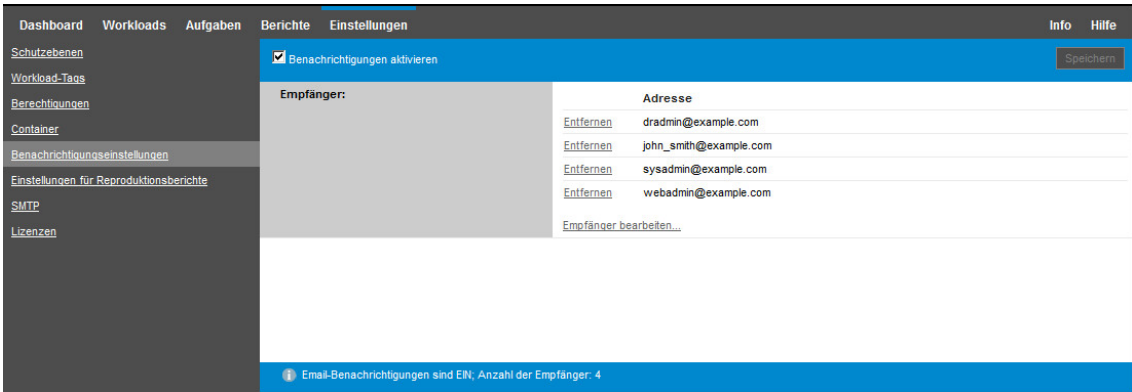 Dashboard Workloads Aufgaben Berichte Einstellungen Info Hilfe
Schutzebenen
Workload-Tags
Berechtigungen
Container
Benachrichtigungseinstellungen
Einstellungen für Reproduktionsberichte
SMTP
Lizenzen
Benachrichtigungen aktivieren
Speichern
Empfänger:
Adresse
Entfernen dradmin@example.com
Entfernen john_smith@example.com
Entfernen sysadmin@example.com
Entfernen webadmin@example.com
Empfänger bearbeiten...
Email-Benachrichtigungen sind EIN; Anzahl der Empfänger: 4